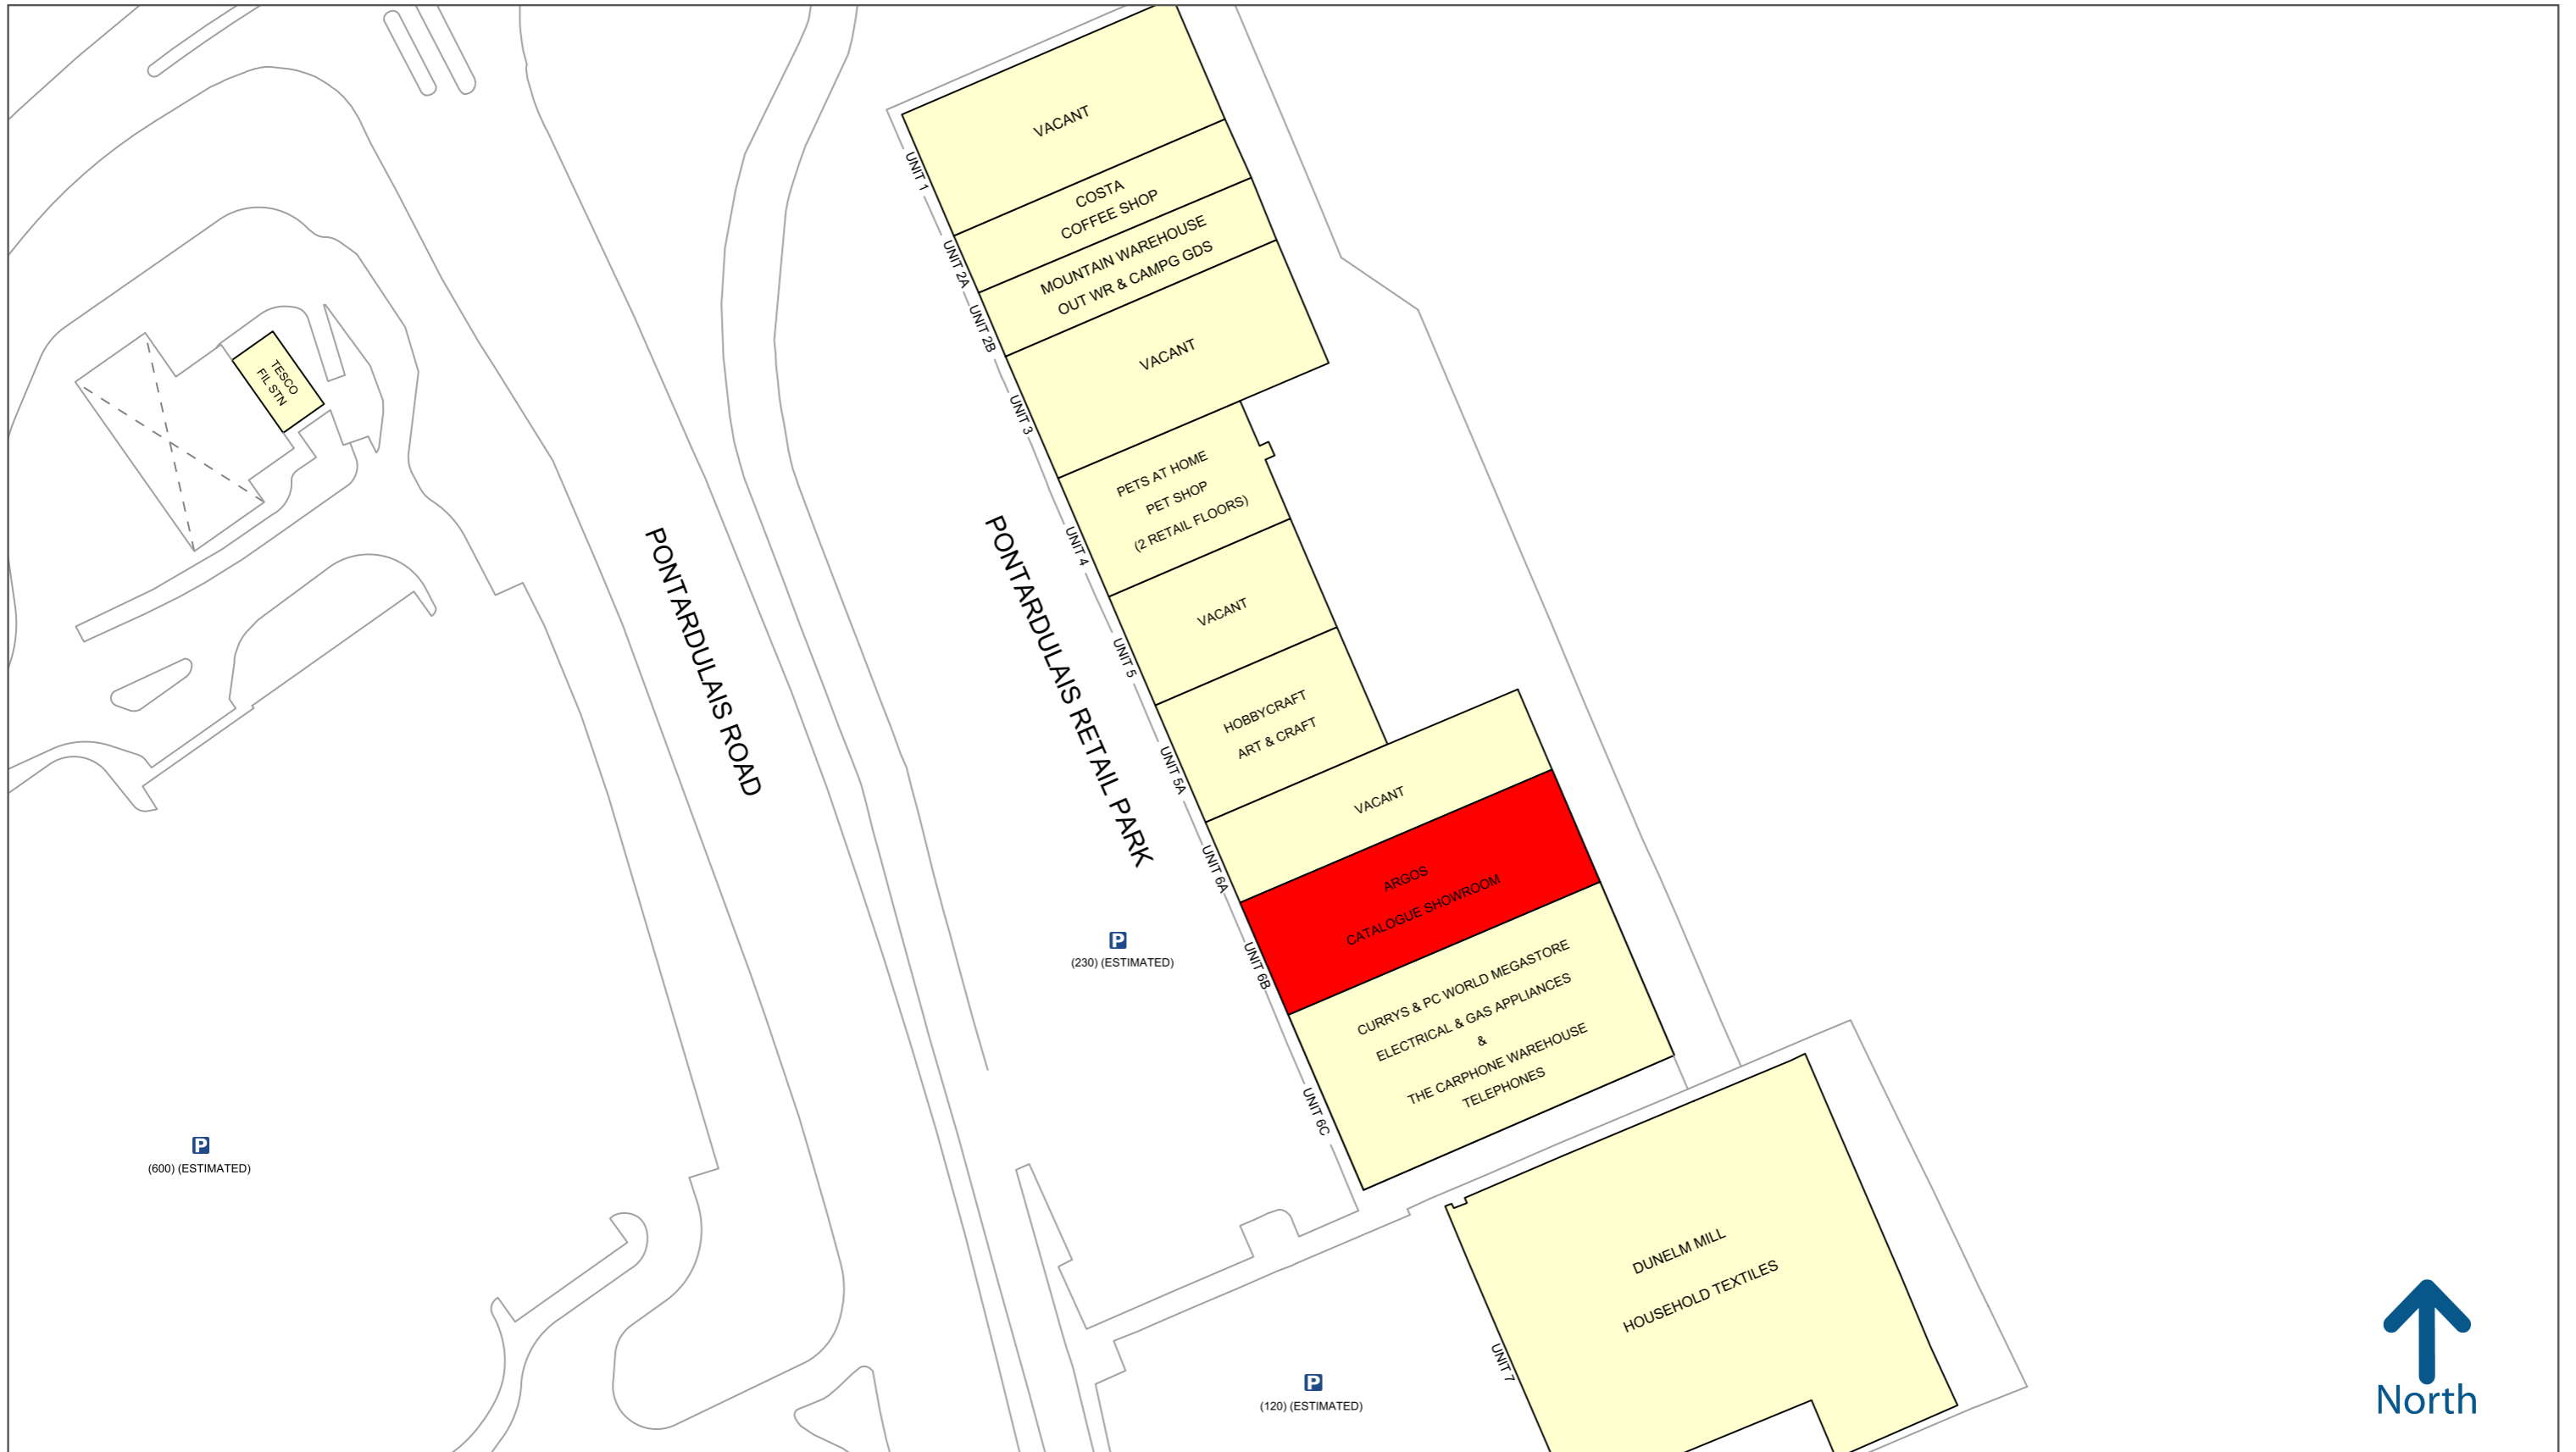 VACANT
UNIT 1
COSTA
COFFEE SHOP
UNIT 2A
MOUNTAIN WAREHOUSE
OUT WR & CAMPG GDS
UNIT 2B
VACANT
UNIT 3
TESCO
FIL STN
PETS AT HOME
PET SHOP
(2 RETAIL FLOORS)
UNIT 4
PONTARDULAIS ROAD
PONTARDULAIS RETAIL PARK
VACANT
UNIT 5
HOBBYCRAFT
ART & CRAFT
UNIT 5A
VACANT
UNIT 6A
ARGOS
CATALOGUE SHOWROOM
UNIT 6B
P
(230) (ESTIMATED)
CURRYS & PC WORLD MEGASTORE
ELECTRICAL & GAS APPLIANCES
&
THE CARPHONE WAREHOUSE
TELEPHONES
UNIT 6C
P
(600) (ESTIMATED)
DUNELM MILL
HOUSEHOLD TEXTILES
UNIT 7
P
(120) (ESTIMATED)
North